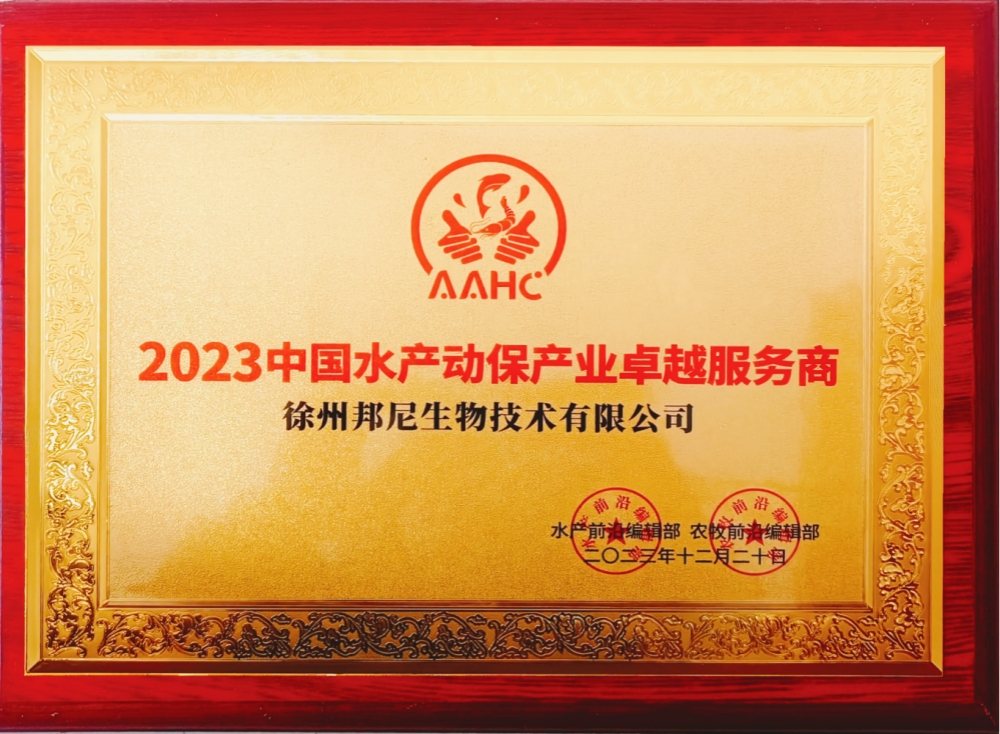 AAHC
2023中国水产动保产业卓越服务商
徐州邦尼生物技术有限公司
水产前沿编辑部 农牧前沿编辑部
二〇二三年十二月二十日